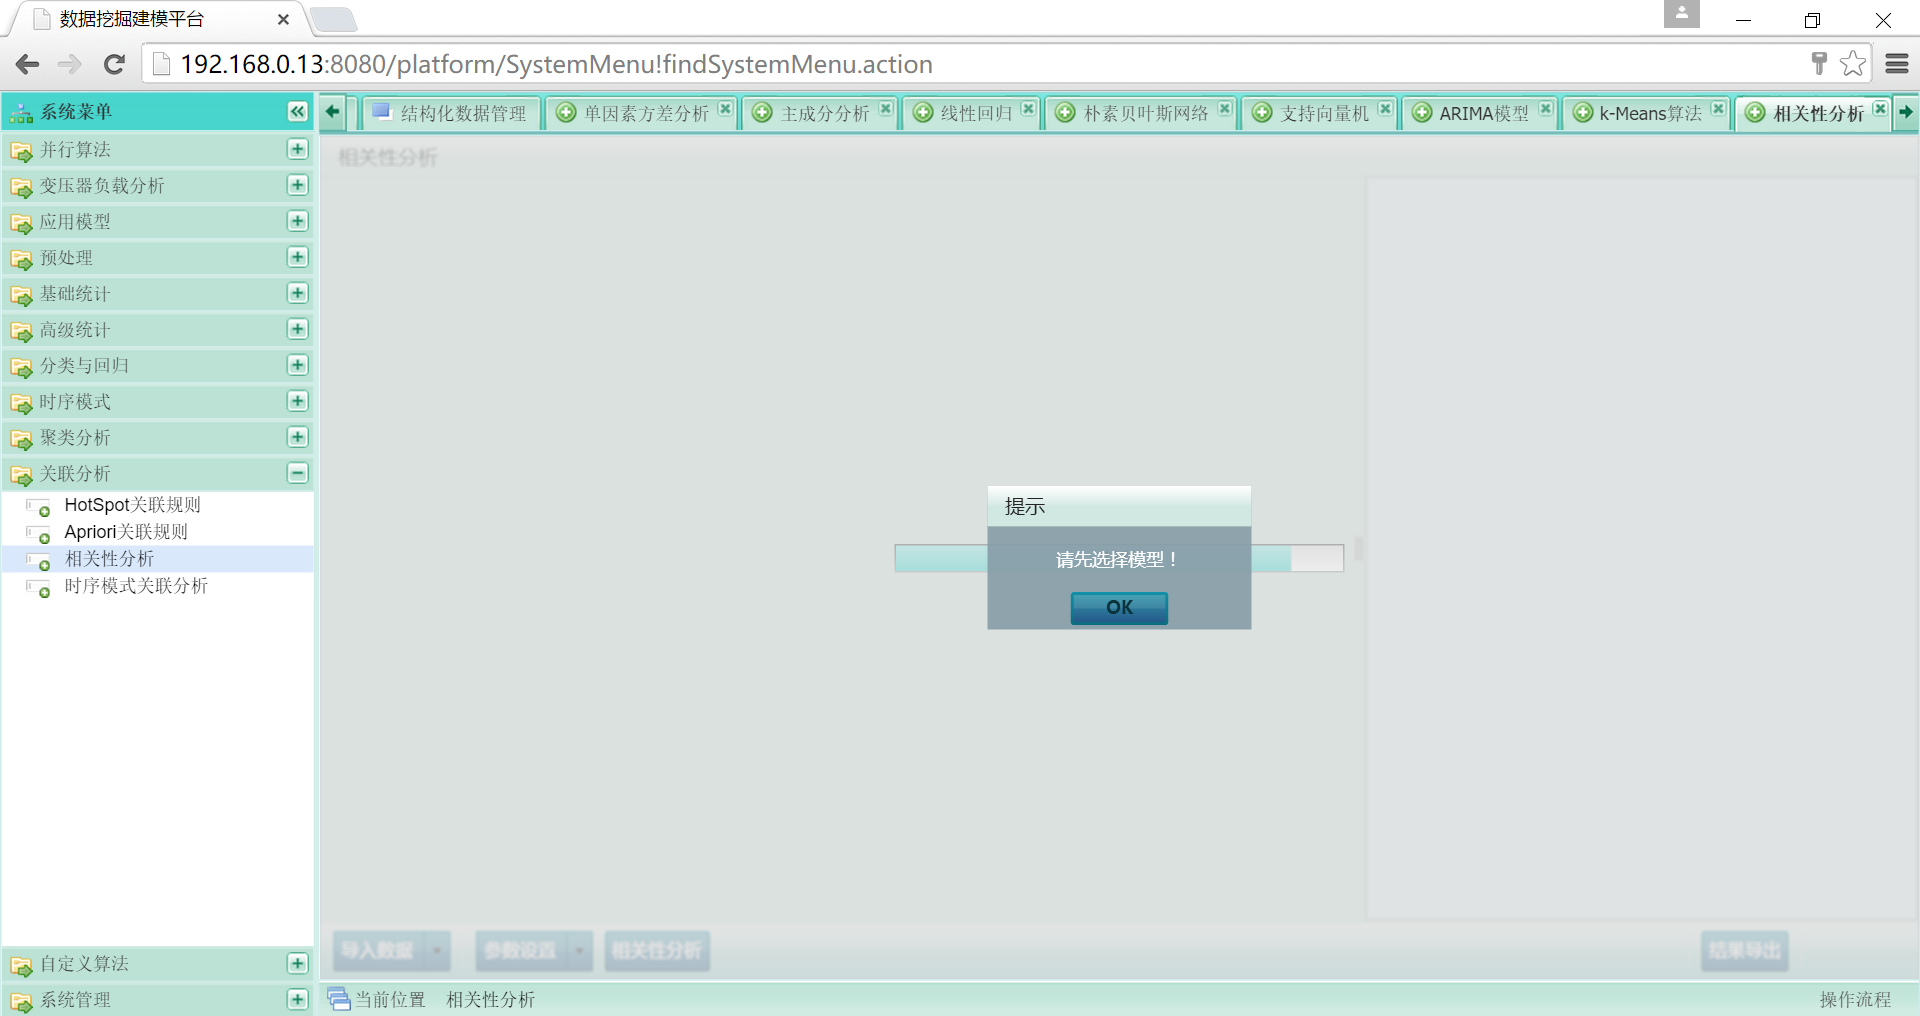 数据挖掘建模平台
192.168.0.13:8080/platform/SystemMenu!findSystemMenu.action
系统菜单
结构化数据管理
单因素方差分析
主成分分析
线性回归
朴素贝叶斯网络
支持向量机
ARIMA模型
k-Means算法
相关性分析
并行算法
变压器负载分析
应用模型
预处理
基础统计
高级统计
分类与回归
时序模式
聚类分析
关联分析
HotSpot关联规则
Apriori关联规则
相关性分析
时序模式关联分析
自定义算法
系统管理
相关性分析
提示
请先选择模型！
OK
导入数据
参数设置
相关性分析
结果导出
当前位置 相关性分析
操作流程